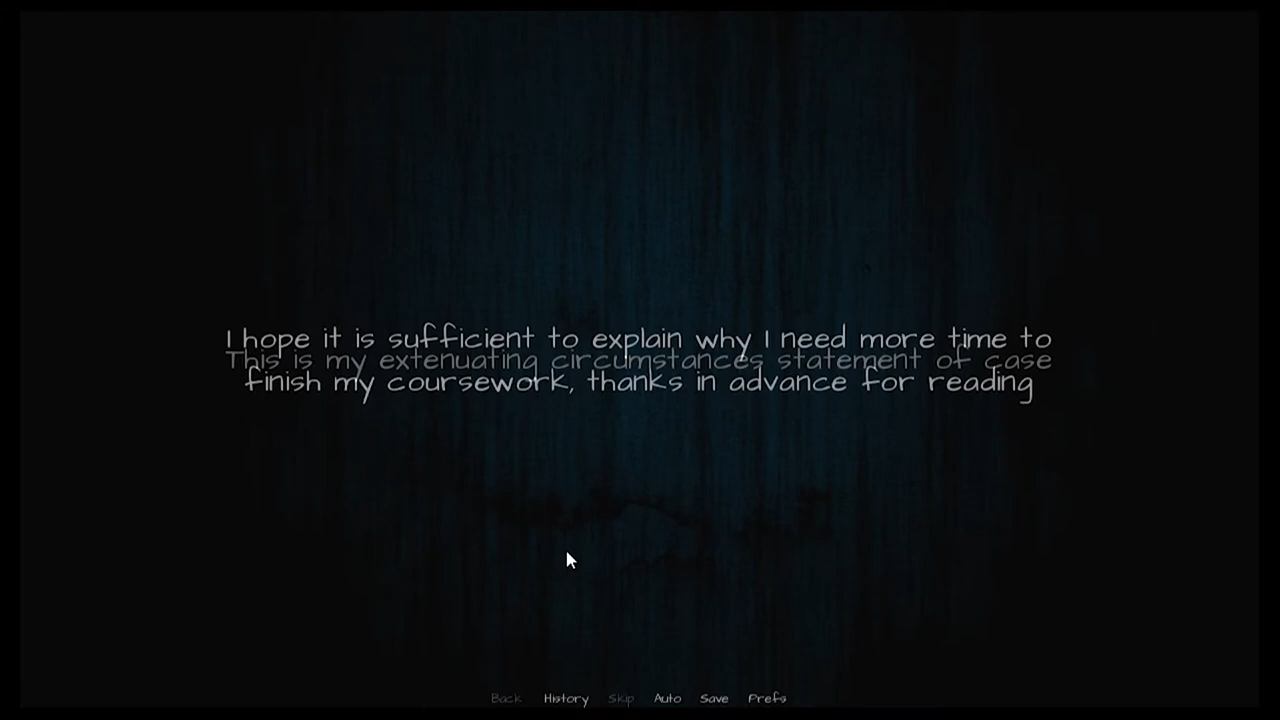 I hope it is sufficient to explain why I need more time to
This is my extenuating circumstances statement of case
finish my coursework, thanks in advance for reading
Back History Skip Auto Save Prefs